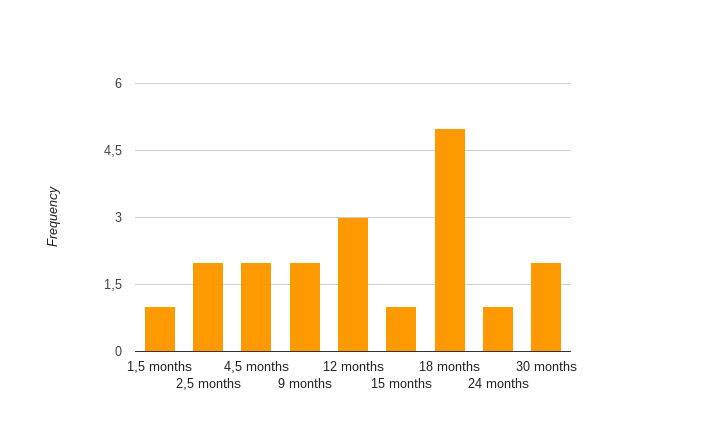 6
4,5
3
1,5
0
Frequency
1,5 months
4,5 months
12 months
18 months
30 months
2,5 months
9 months
15 months
24 months